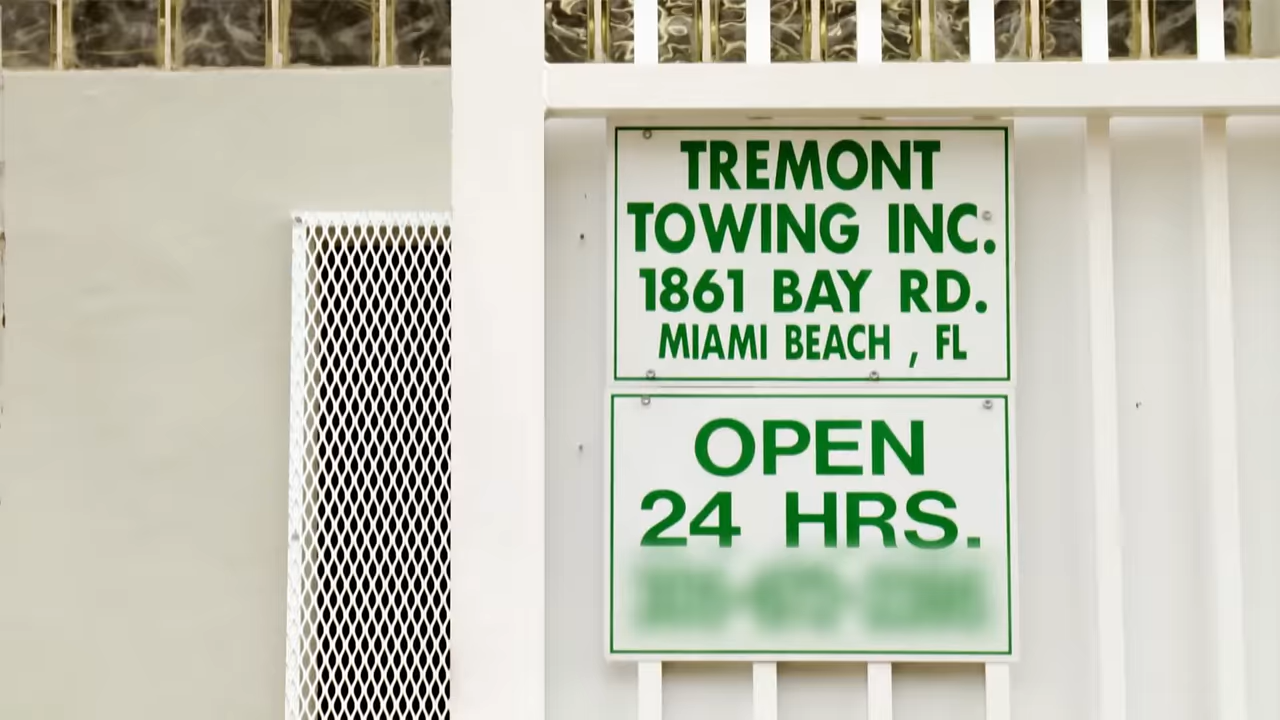 TREMONT
TOWING INC.
1861 BAY RD.
MIAMI BEACH , FL
OPEN
24 HRS.